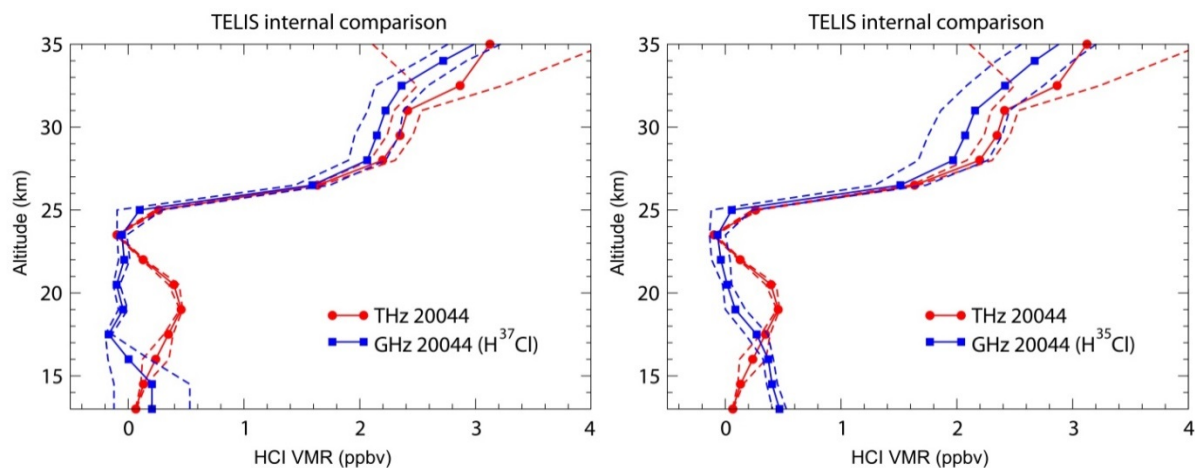 TELIS internal comparison
35
30
25
20
15
Altitude (km)
THz 20044
GHz 20044 (H³⁷Cl)
0 1 2 3 4
HCl VMR (ppbv)
TELIS internal comparison
35
30
25
20
15
Altitude (km)
THz 20044
GHz 20044 (H³⁵Cl)
0 1 2 3 4
HCl VMR (ppbv)